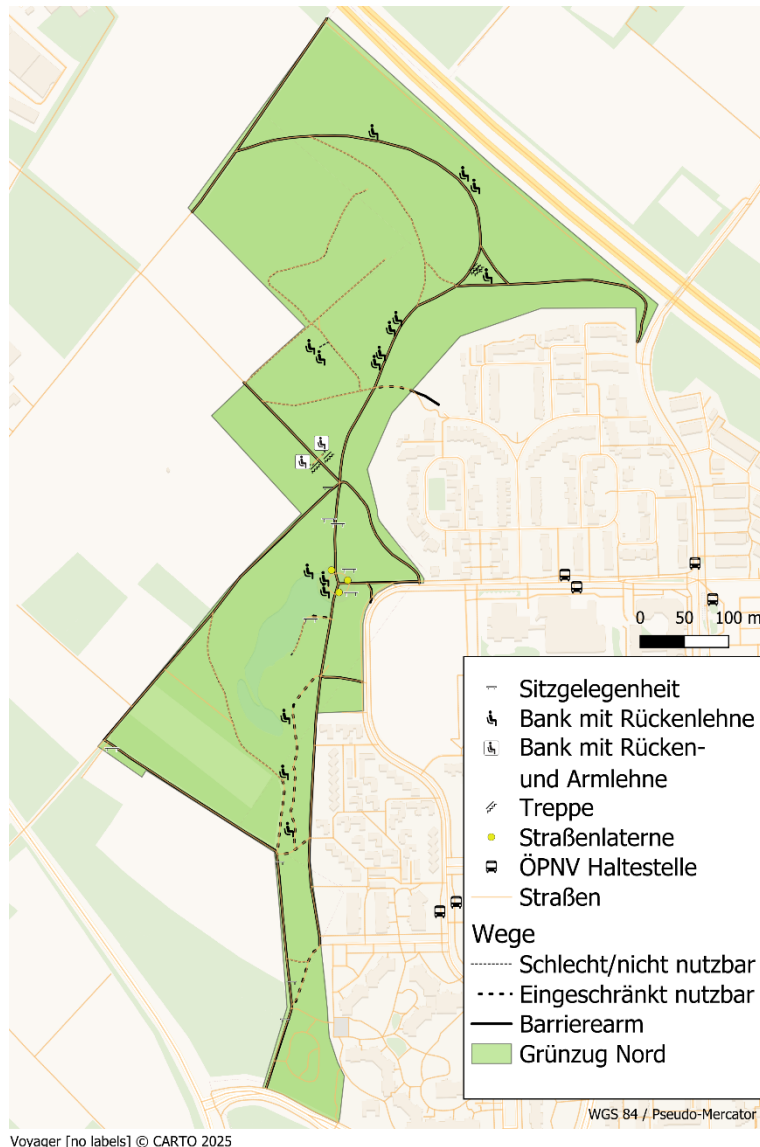 0 50 100 m
Sitzgelegenheit
Bank mit Rückenlehne
Bank mit Rücken-
und Armlehne
Treppe
Straßenlaterne
ÖPNV Haltestelle
Straßen
Wege
Schlecht/nicht nutzbar
Eingeschränkt nutzbar
Barrierearm
Grünzug Nord
WGS 84 / Pseudo-Mercator
Voyager [no labels] © CARTO 2025